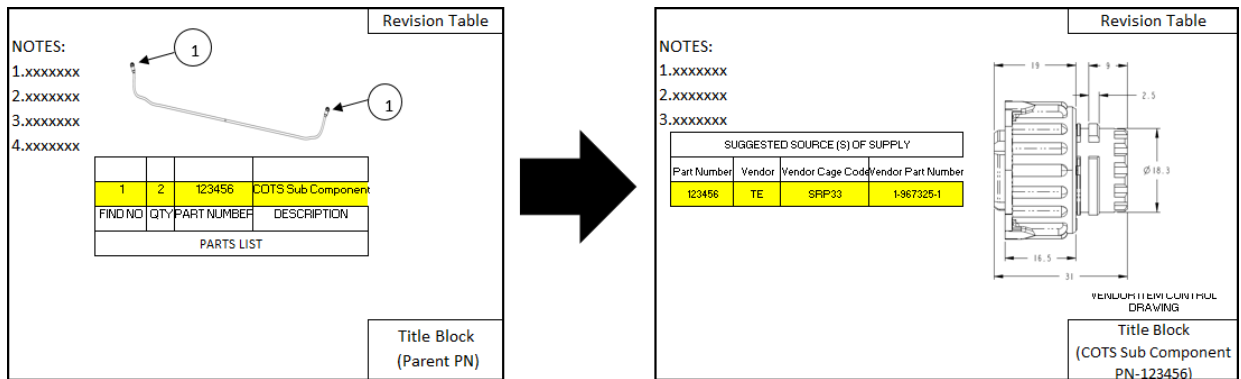 Revision Table
NOTES:
1.xxxxxxx
2.xxxxxxx
3.xxxxxxx
4.xxxxxxx
1
1
1 2 123456 COTS Sub Component
FIND NO QTY PART NUMBER DESCRIPTION
PARTS LIST
Title Block
(Parent PN)
Revision Table
NOTES:
1.xxxxxxx
2.xxxxxxx
3.xxxxxxx
SUGGESTED SOURCE (S) OF SUPPLY
Part Number Vendor Vendor Cage Code Vendor Part Number
123456 TE SRP33 1-967325-1
19
9
2.5
Ø18.3
16.5
31
VENDOR ITEM CONTROL
DRAWING
Title Block
(COTS Sub Component
PN-123456)